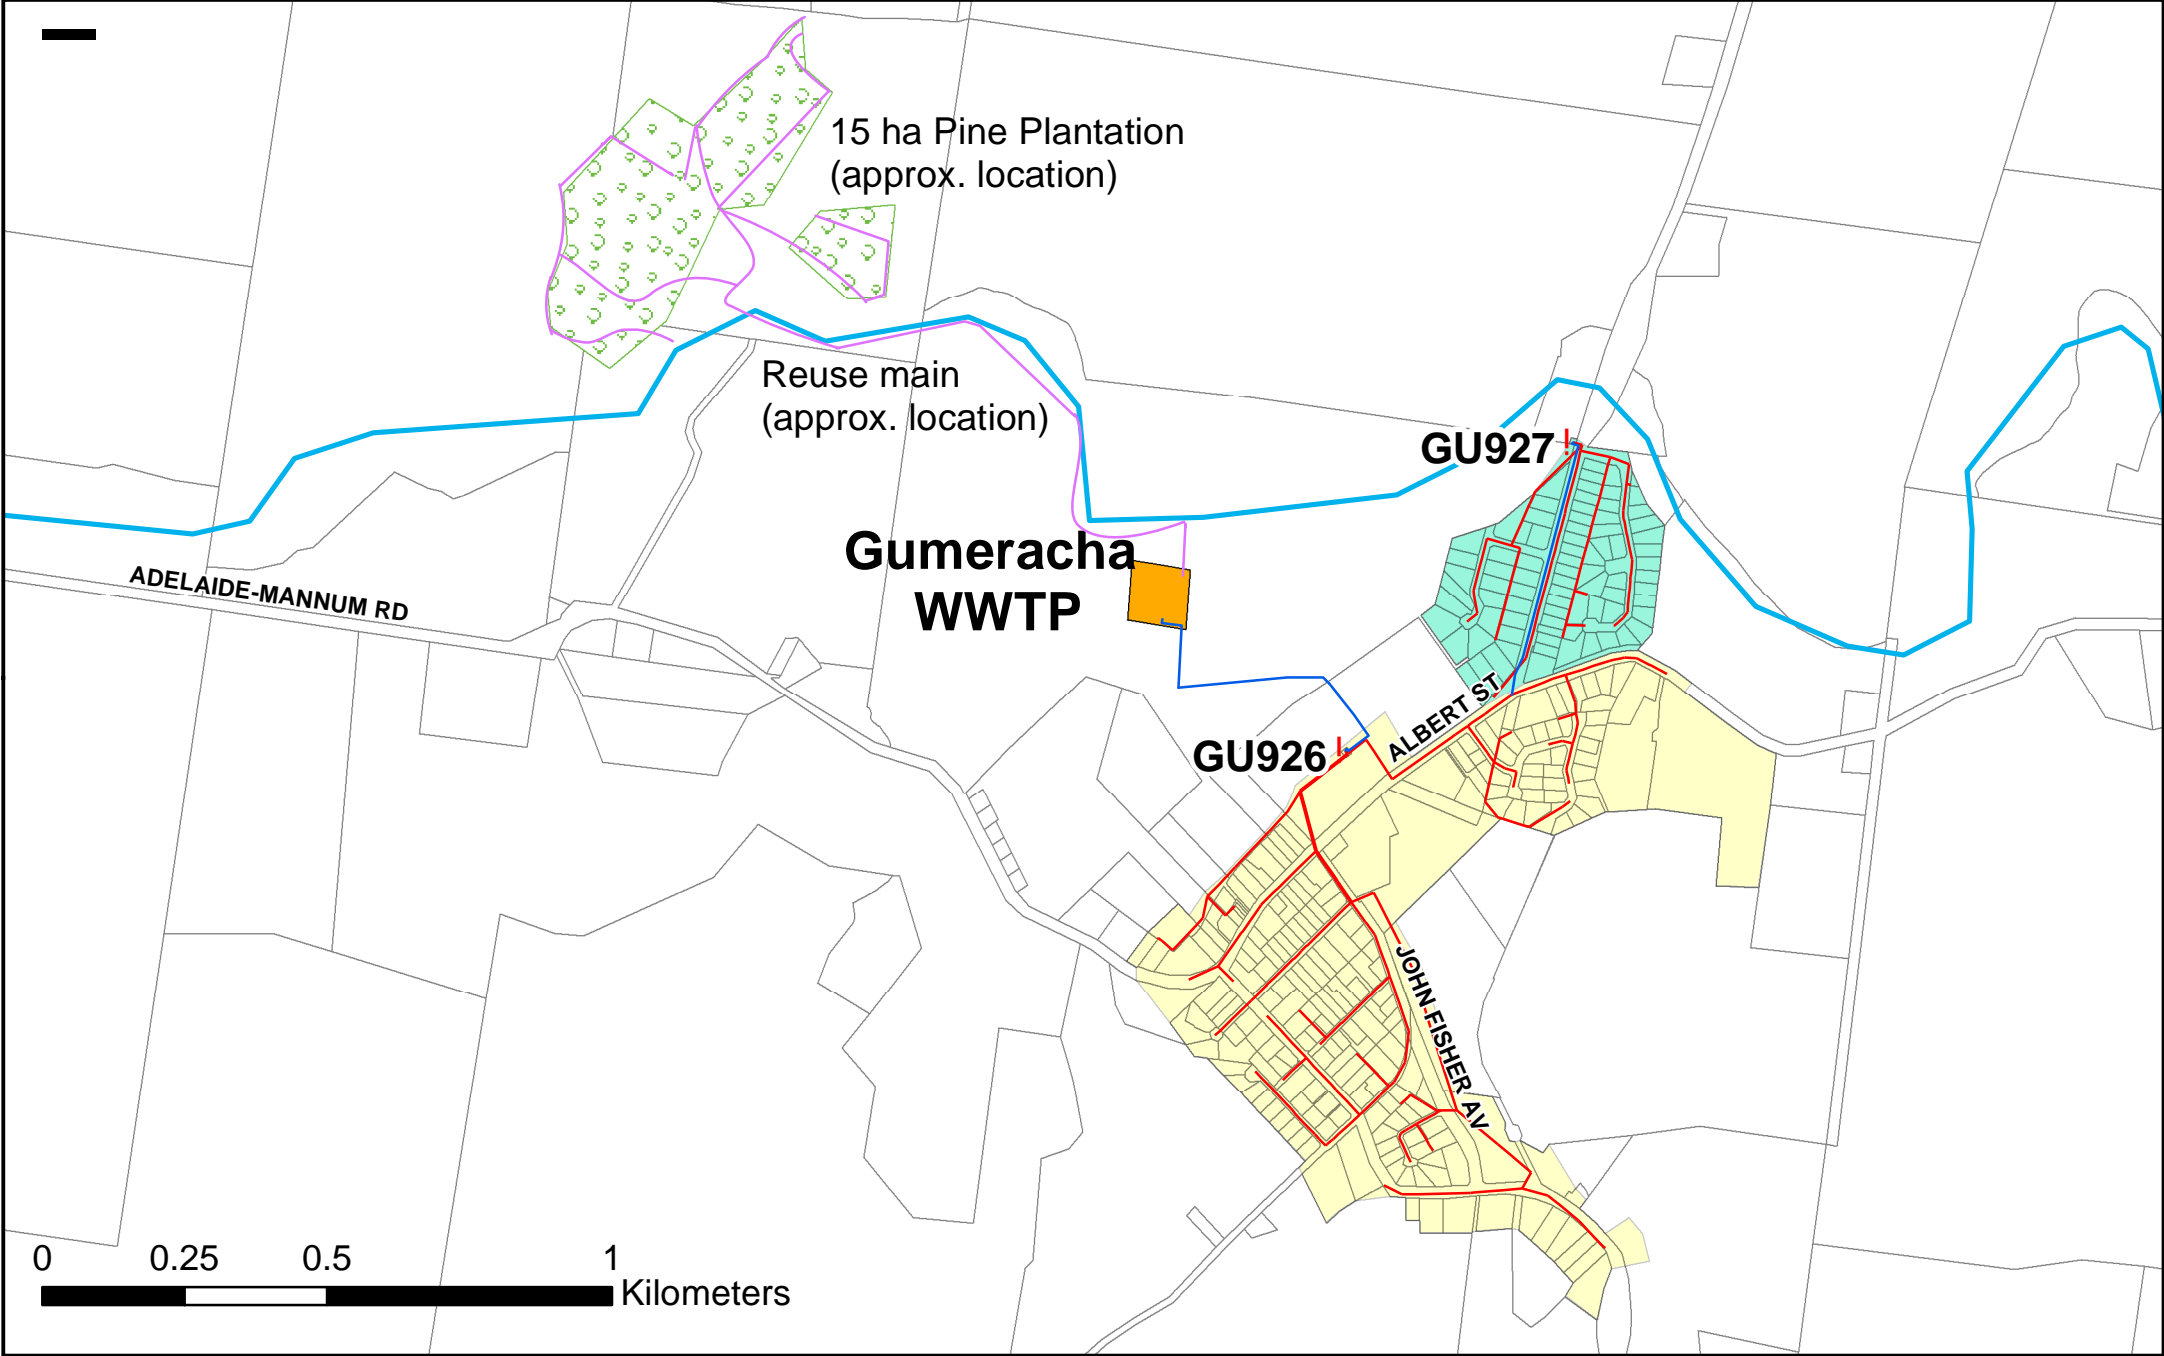 15 ha Pine Plantation
(approx. location)
Reuse main
(approx. location)
GU927
Gumeracha
WWTP
ADELAIDE-MANNUM RD
ALBERT ST
GU926
JOHN FISHER AV
0 0.25 0.5 1
Kilometers